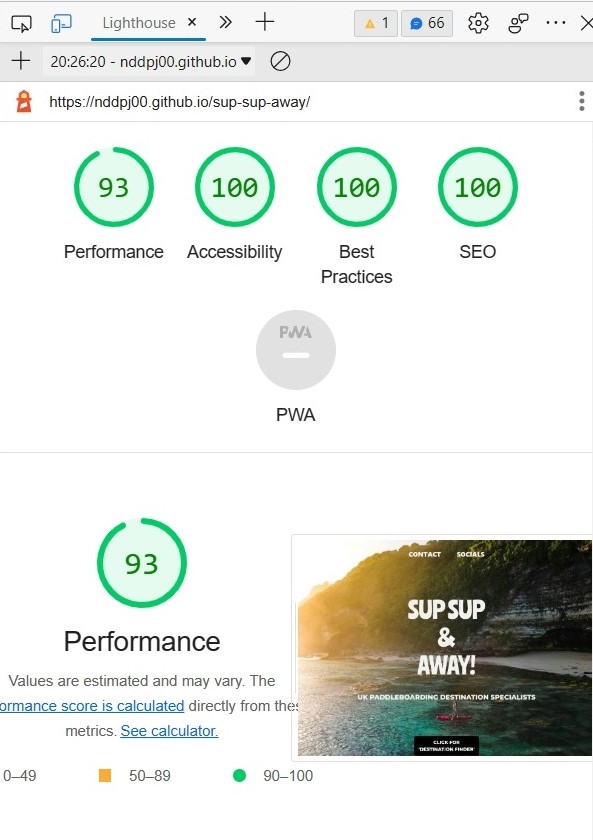 Lighthouse
1
66
20:26:20 - nddpj00.github.io
https://nddpj00.github.io/sup-sup-away/
93
100
100
100
Performance
Accessibility
Best
Practices
SEO
PWA
PWA
93
Performance
Values are estimated and may vary. The
ormance score is calculated directly from thes
metrics. See calculator.
0–49
50–89
90–100
CONTACT
SOCIALS
SUP SUP
&
AWAY!
UK PADDLEBOARDING DESTINATION SPECIALISTS
CLICK FOR
'DESTINATION FINDER'